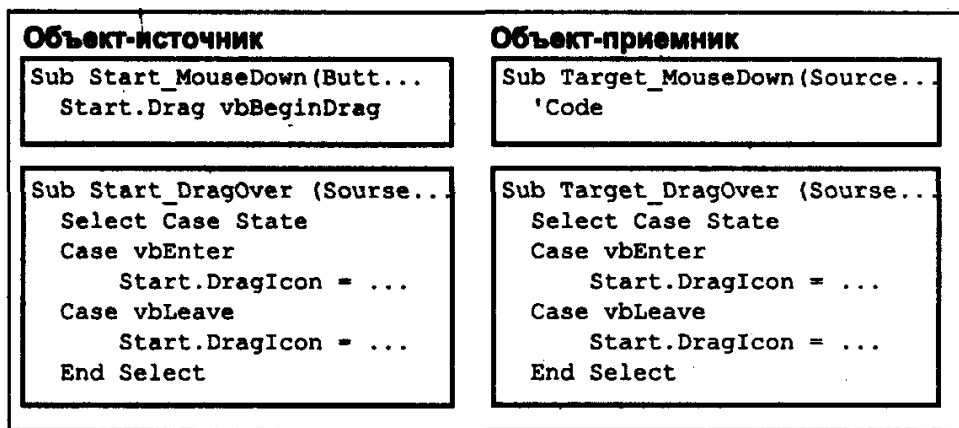 Объект-источник
Sub Start_MouseDown(Butt...
Start.Drag vbBeginDrag
Sub Start_DragOver (Sourse...
Select Case State
Case vbEnter
Start.DragIcon = ...
Case vbLeave
Start.DragIcon = ...
End Select
Объект-приемник
Sub Target_MouseDown(Source...
'Code
Sub Target_DragOver (Sourse...
Select Case State
Case vbEnter
Start.DragIcon = ...
Case vbLeave
Start.DragIcon = ...
End Select